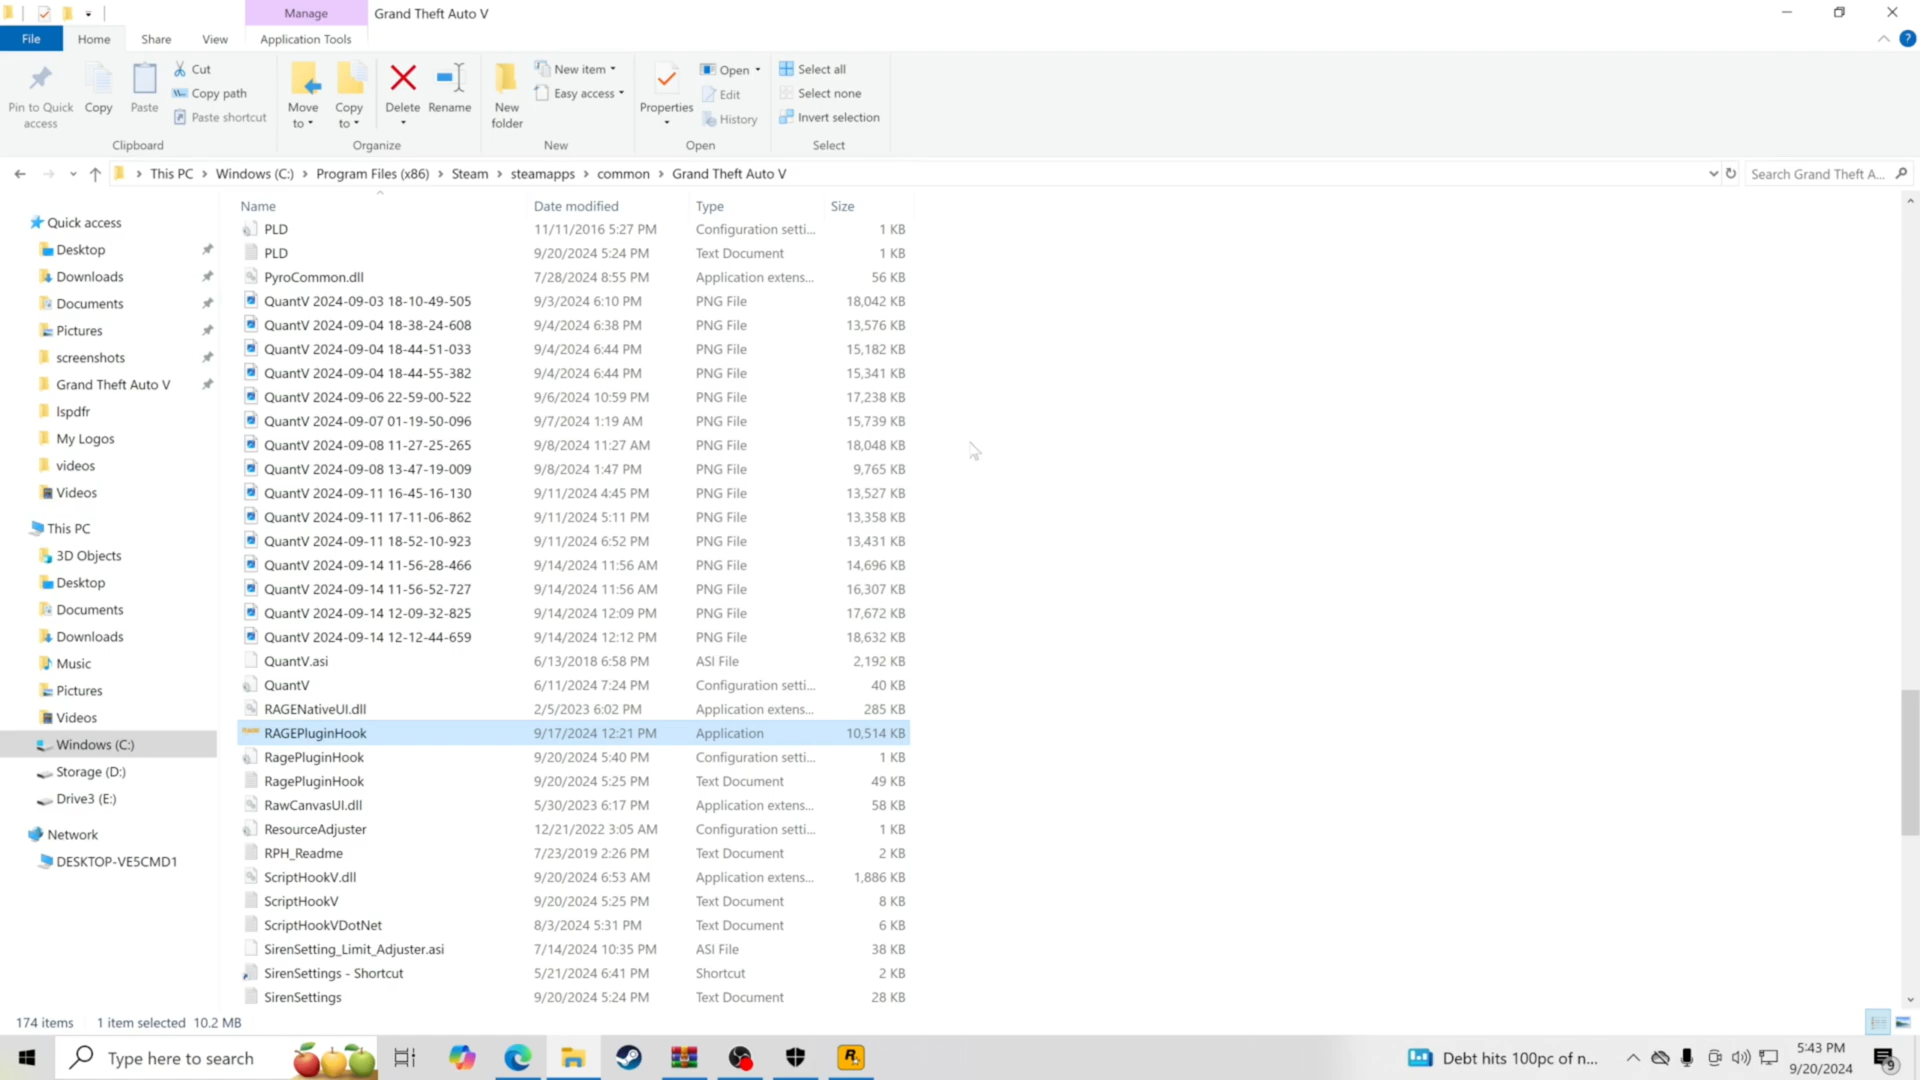 Manage
Grand Theft Auto V
File
Home
Share
View
Application Tools
Pin to Quick access
Copy
Paste
Cut
Copy path
Paste shortcut
Clipboard
Move to
Copy to
Delete
Rename
Organize
New folder
New item
Easy access
New
Properties
Open
Edit
History
Open
Select all
Select none
Invert selection
Select
This PC > Windows (C:) > Program Files (x86) > Steam > steamapps > common > Grand Theft Auto V
Search Grand Theft A...
Quick access
Desktop
Downloads
Documents
Pictures
screenshots
Grand Theft Auto V
lspdfr
My Logos
videos
Videos
This PC
3D Objects
Desktop
Documents
Downloads
Music
Pictures
Videos
Windows (C:)
Storage (D:)
Drive3 (E:)
Network
DESKTOP-VE5CMD1
Name Date modified Type Size
PLD 11/11/2016 5:27 PM Configuration setti... 1 KB
PLD 9/20/2024 5:24 PM Text Document 1 KB
PyroCommon.dll 7/28/2024 8:55 PM Application extens... 56 KB
QuantV 2024-09-03 18-10-49-505 9/3/2024 6:10 PM PNG File 18,042 KB
QuantV 2024-09-04 18-38-24-608 9/4/2024 6:38 PM PNG File 13,576 KB
QuantV 2024-09-04 18-44-51-033 9/4/2024 6:44 PM PNG File 15,182 KB
QuantV 2024-09-04 18-44-55-382 9/4/2024 6:44 PM PNG File 15,341 KB
QuantV 2024-09-06 22-59-00-522 9/6/2024 10:59 PM PNG File 17,238 KB
QuantV 2024-09-07 01-19-50-096 9/7/2024 1:19 AM PNG File 15,739 KB
QuantV 2024-09-08 11-27-25-265 9/8/2024 11:27 AM PNG File 18,048 KB
QuantV 2024-09-08 13-47-19-009 9/8/2024 1:47 PM PNG File 9,765 KB
QuantV 2024-09-11 16-45-16-130 9/11/2024 4:45 PM PNG File 13,527 KB
QuantV 2024-09-11 17-11-06-862 9/11/2024 5:11 PM PNG File 13,358 KB
QuantV 2024-09-11 18-52-10-923 9/11/2024 6:52 PM PNG File 13,431 KB
QuantV 2024-09-14 11-56-28-466 9/14/2024 11:56 AM PNG File 14,696 KB
QuantV 2024-09-14 11-56-52-727 9/14/2024 11:56 AM PNG File 16,307 KB
QuantV 2024-09-14 12-09-32-825 9/14/2024 12:09 PM PNG File 17,672 KB
QuantV 2024-09-14 12-12-44-659 9/14/2024 12:12 PM PNG File 18,632 KB
QuantV.asi 6/13/2018 6:58 PM ASI File 2,192 KB
QuantV 6/11/2024 7:24 PM Configuration setti... 40 KB
RAGENativeUI.dll 2/5/2023 6:02 PM Application extens... 285 KB
RAGEPluginHook 9/17/2024 12:21 PM Application 10,514 KB
RagePluginHook 9/20/2024 5:40 PM Configuration setti... 1 KB
RagePluginHook 9/20/2024 5:25 PM Text Document 49 KB
RawCanvasUI.dll 5/30/2023 6:17 PM Application extens... 58 KB
ResourceAdjuster 12/21/2022 3:05 AM Configuration setti... 1 KB
RPH_Readme 7/23/2019 2:26 PM Text Document 2 KB
ScriptHookV.dll 9/20/2024 6:53 AM Application extens... 1,886 KB
ScriptHookV 9/20/2024 5:25 PM Text Document 8 KB
ScriptHookVDotNet 8/3/2024 5:31 PM Text Document 6 KB
SirenSetting_Limit_Adjuster.asi 7/14/2024 10:35 PM ASI File 38 KB
SirenSettings - Shortcut 5/21/2024 6:41 PM Shortcut 2 KB
SirenSettings 9/20/2024 5:24 PM Text Document 28 KB
174 items 1 item selected 10.2 MB
Type here to search
Debt hits 100pc of n...
5:43 PM
9/20/2024
9